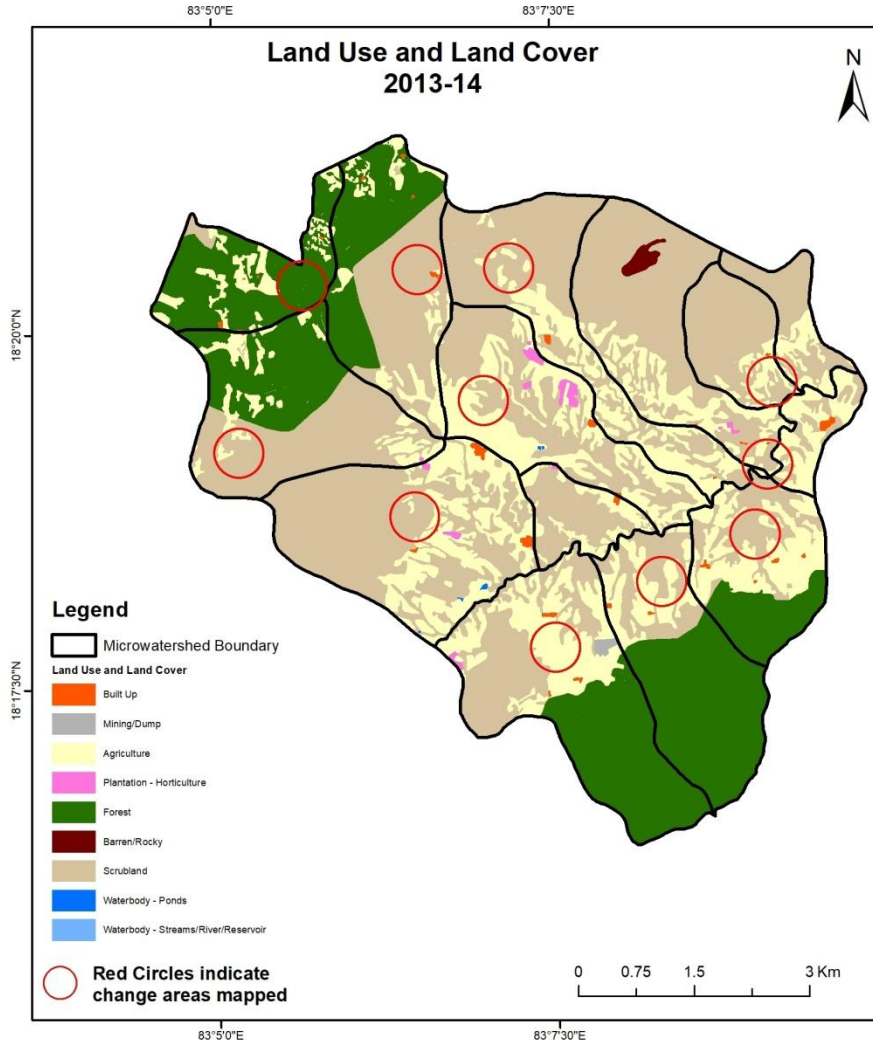 83°5'0"E
83°7'30"E
Land Use and Land Cover
2013-14
N
18°20'0"N
18°17'30"N
Legend
Microwatershed Boundary
Land Use and Land Cover
Built Up
Mining/Dump
Agriculture
Plantation - Horticulture
Forest
Barren/Rocky
Scrubland
Waterbody - Ponds
Waterbody - Streams/River/Reservoir
Red Circles indicate
change areas mapped
0 0.75 1.5 3 Km
83°5'0"E
83°7'30"E